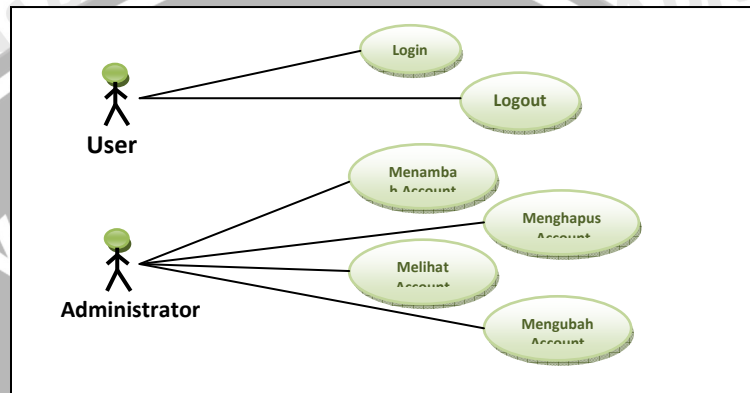 Login
Logout
User
Menamba
h Account
Menghapus
Account
Melihat
Account
Administrator
Mengubah
Account